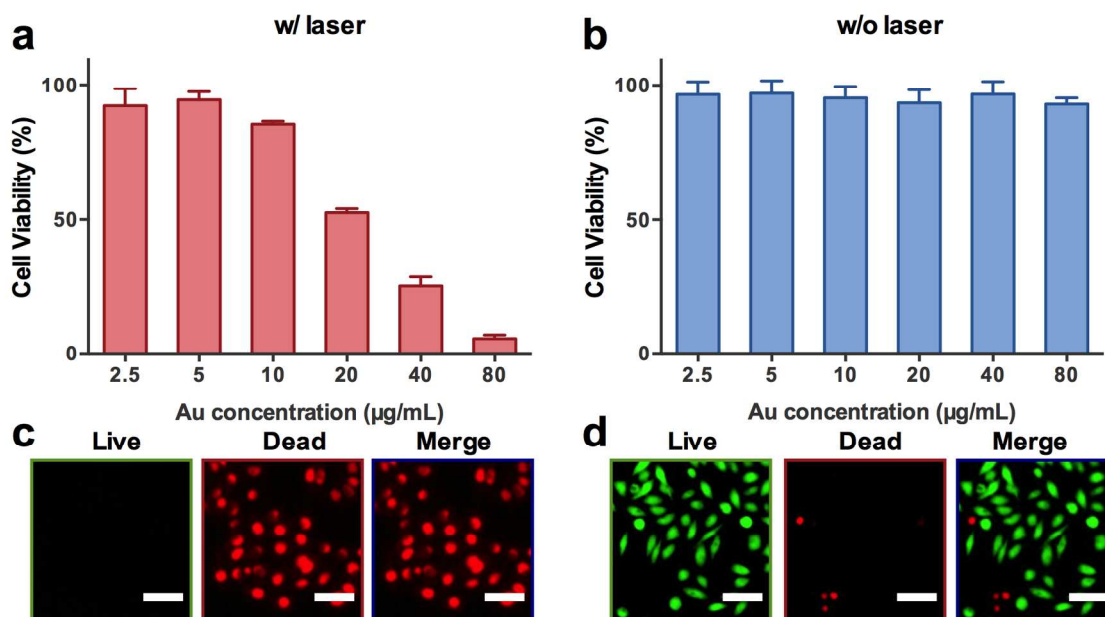 a
w/ laser
Cell Viability (%)
100
50
0
2.5 5 10 20 40 80
Au concentration (µg/mL)
b
w/o laser
Cell Viability (%)
100
50
0
2.5 5 10 20 40 80
Au concentration (µg/mL)
c
Live Dead Merge
d
Live Dead Merge